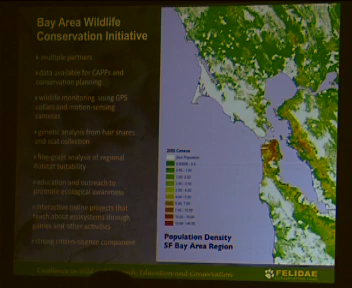 Bay Area Wildlife
Conservation Initiative
multiple partners
data available for CAPPs and
conservation planning
wildlife monitoring using GPS
collars and motion-sensing
cameras
genetic analysis from hair snares
and scat collection
fine grain analysis of regional
habitat suitability
education and outreach to
promote ecological awareness
interactive online projects that
teach about ecosystems through
games and other activities
strong citizen-science component
2000 Census
Population Density
SF Bay Area Region
Education and Conservation
FELIDAE